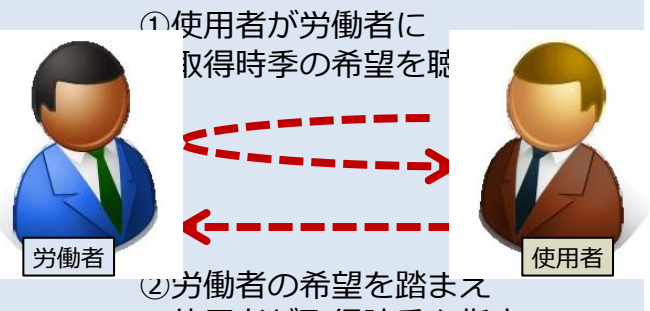 ①使用者が労働者に
取得時季の希望を聴
労働者
使用者
②労働者の希望を踏まえ